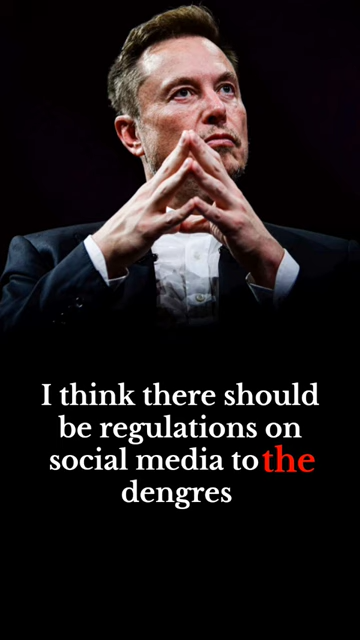 I think there should
be regulations on
social media to the
dengres